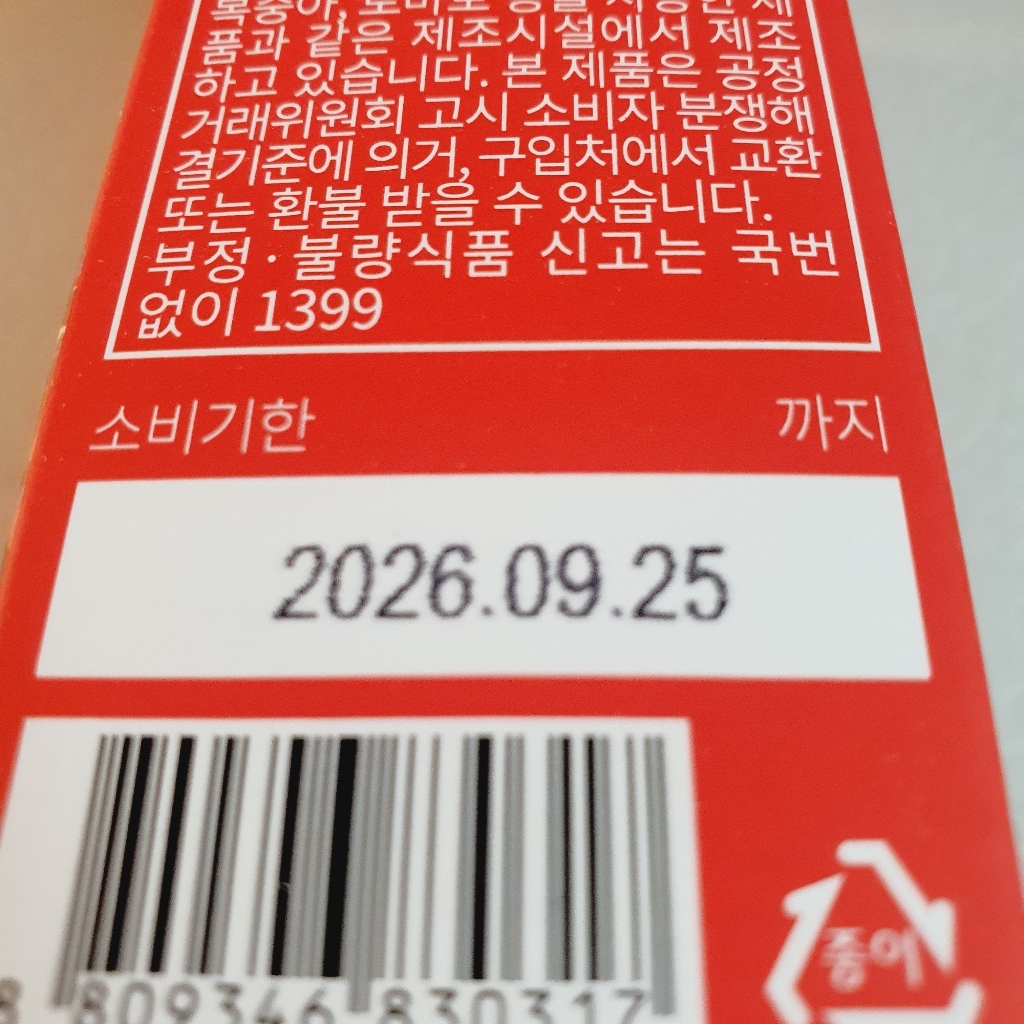 품과 같은 제조시설에서 제조
하고 있습니다. 본 제품은 공정
거래위원회 고시 소비자 분쟁해
결기준에 의거, 구입처에서 교환
또는 환불 받을 수 있습니다.
부정·불량식품 신고는 국번
없이 1399
소비기한 까지
2026.09.25
8 809346 830317
종이